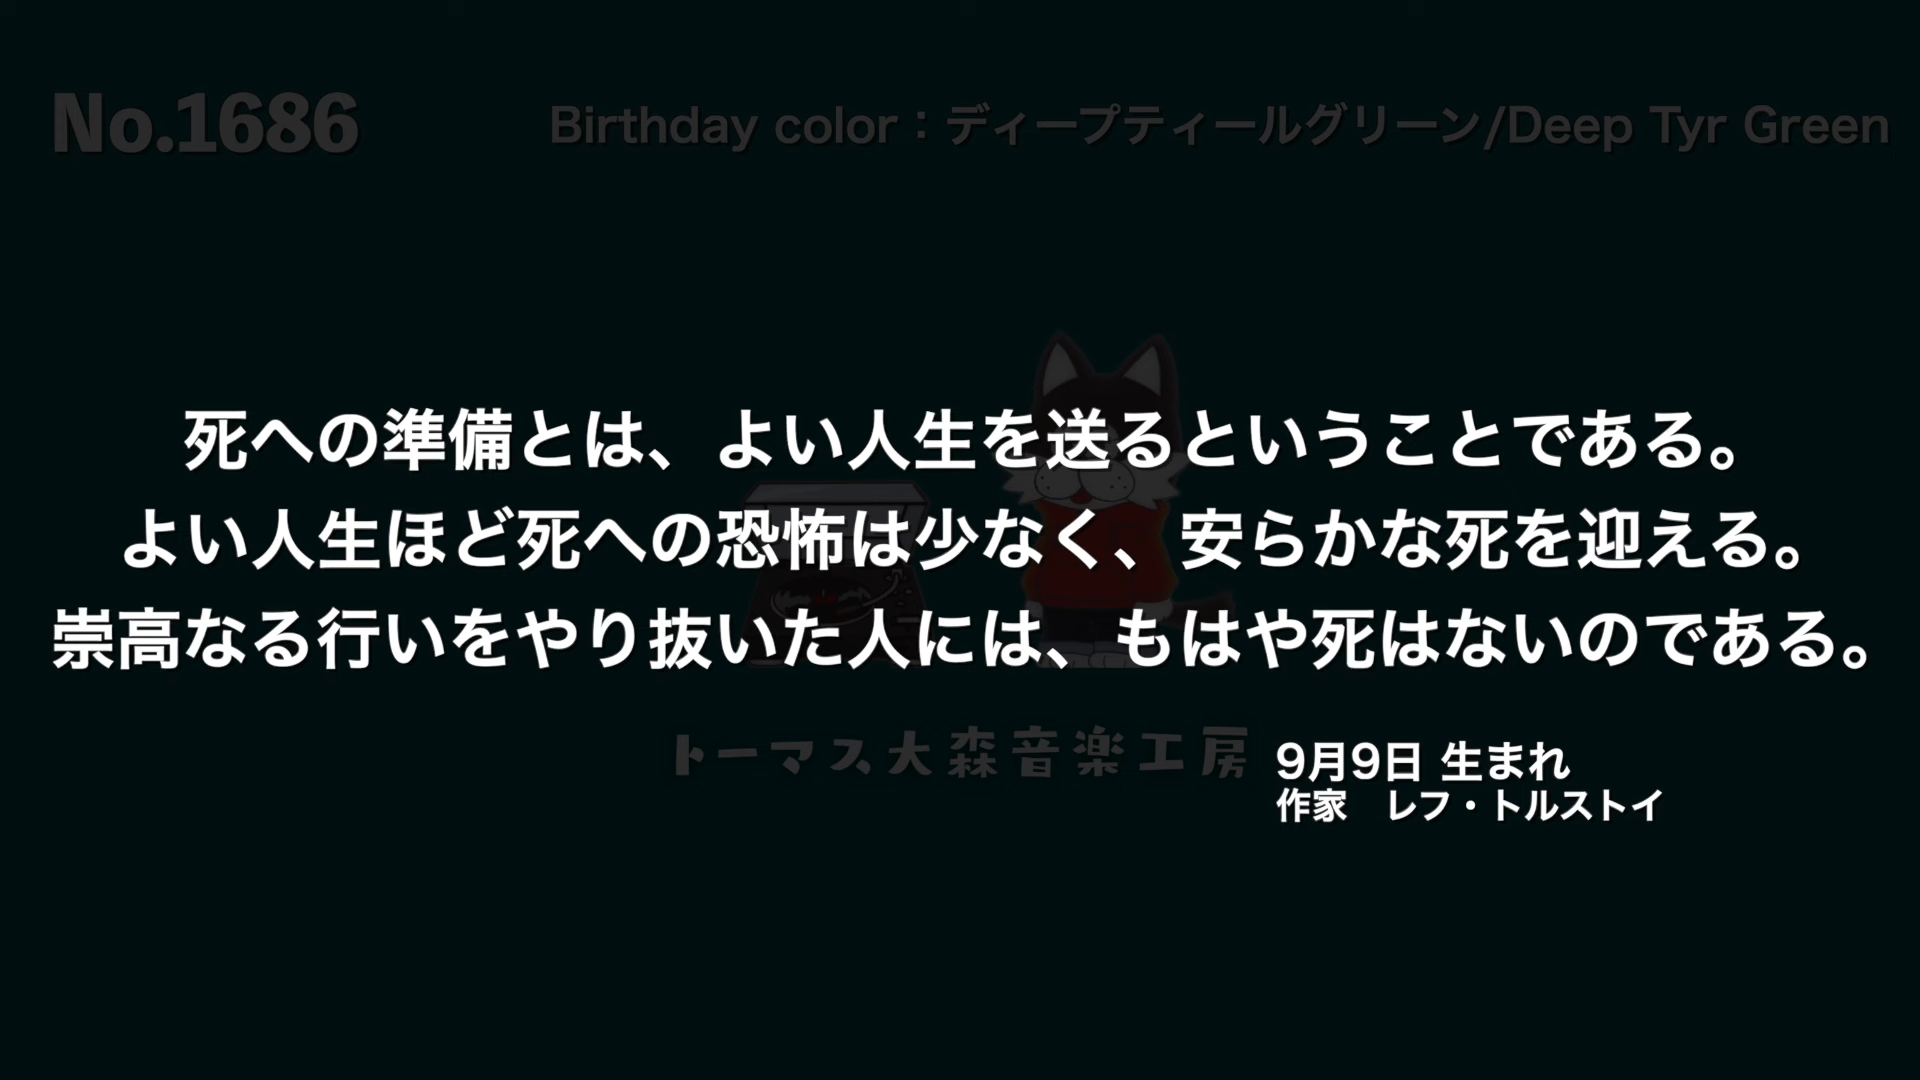 No.1686
Birthday color：ディープティールグリーン/Deep Tyr Green
死への準備とは、よい人生を送るということである。
よい人生ほど死への恐怖は少なく、安らかな死を迎える。
崇高なる行いをやり抜いた人には、もはや死はないのである。
トーマス大森音楽工房
9月9日 生まれ
作家　レフ・トルストイ